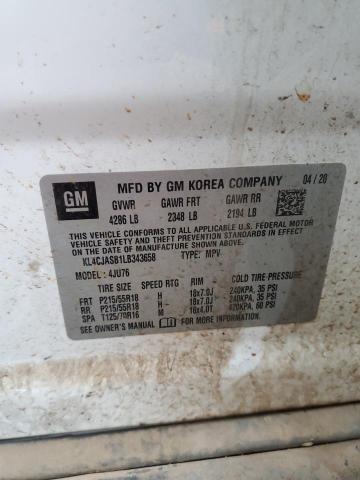 GM
MFD BY GM KOREA COMPANY 04/20
GVWR GAWR FRT GAWR RR
4286 LB 2348 LB 2194 LB
THIS VEHICLE CONFORMS TO ALL APPLICABLE U.S. FEDERAL MOTOR
VEHICLE SAFETY, BUMPER, AND THEFT PREVENTION STANDARDS IN
EFFECT ON THE DATE OF MANUFACTURE SHOWN ABOVE.
KL4CJASB1LB343658 TYPE: MPV
MODEL: 4JU76
TIRE SIZE SPEED RTG RIM COLD TIRE PRESSURE
FRT P215/55R18 H 18x7.0J 240KPA, 35 PSI
RR P215/55R18 H 18x7.0J 240KPA, 35 PSI
SPA T125/70R16 M 420KPA, 60 PSI
SEE OWNER'S MANUAL FOR MORE INFORMATION.